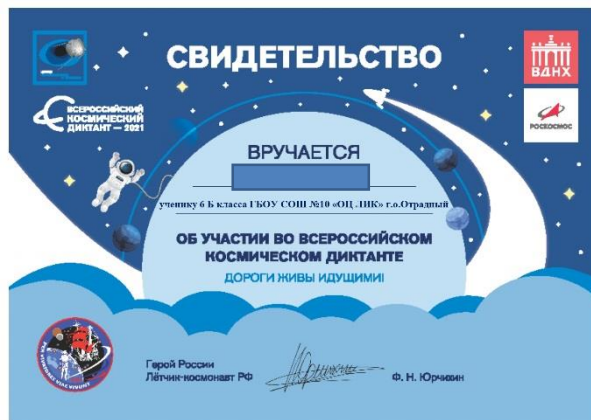 СВИДЕТЕЛЬСТВО
ВДНХ
РОСКОСМОС
ВСЕРОССИЙСКИЙ
КОСМИЧЕСКИЙ
ДИКТАНТ — 2021
ВРУЧАЕТСЯ
ученику 6 Б класса ГБОУ СОШ №10 «ОЦ ЛИК» г.о.Отрадный
ОБ УЧАСТИИ ВО ВСЕРОССИЙСКОМ
КОСМИЧЕСКОМ ДИКТАНТЕ
ДОРОГИ ЖИВЫ ИДУЩИМИ!
Герой России
Лётчик-космонавт РФ
Ф. Н. Юрчихин